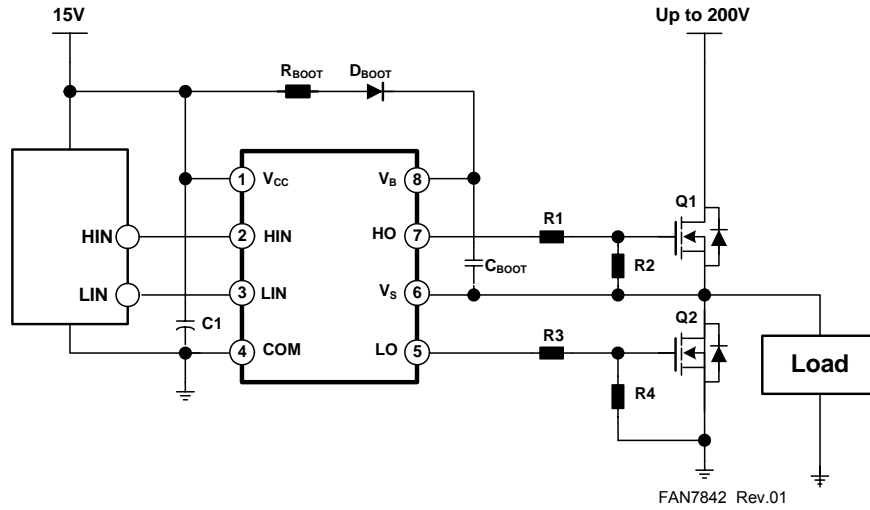 15V
Up to 200V
RBOOT
DBOOT
1 VCC
VB 8
Q1
HIN
2 HIN
HO 7
R1
R2
CBOOT
LIN
3 LIN
VS 6
C1
Q2
4 COM
LO 5
R3
R4
Load
FAN7842 Rev.01